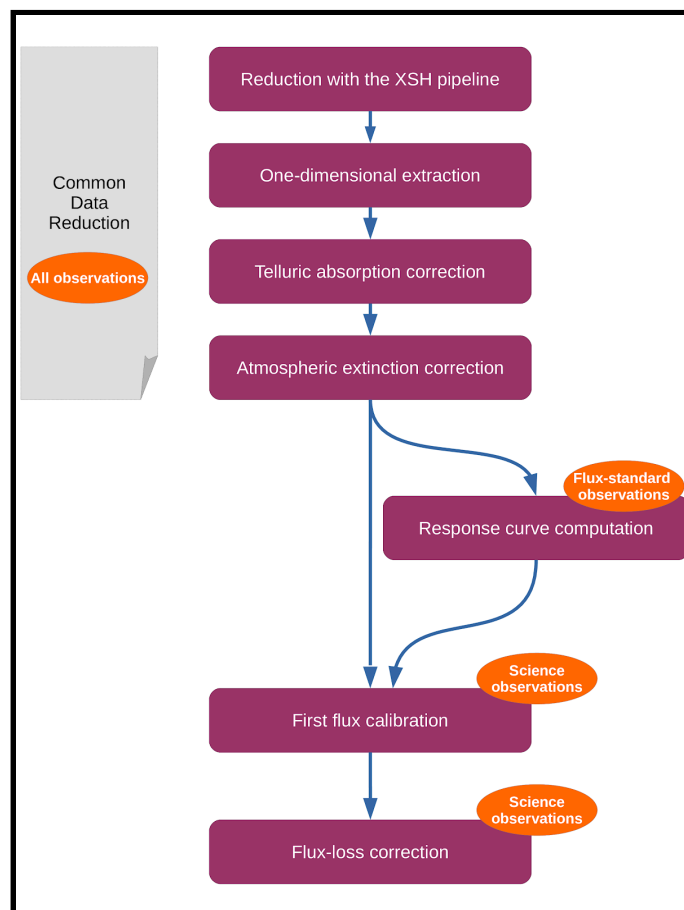 Reduction with the XSH pipeline
One-dimensional extraction
Common
Data
Reduction
All observations
Telluric absorption correction
Atmospheric extinction correction
Flux-standard
observations
Response curve computation
Science
observations
First flux calibration
Science
observations
Flux-loss correction